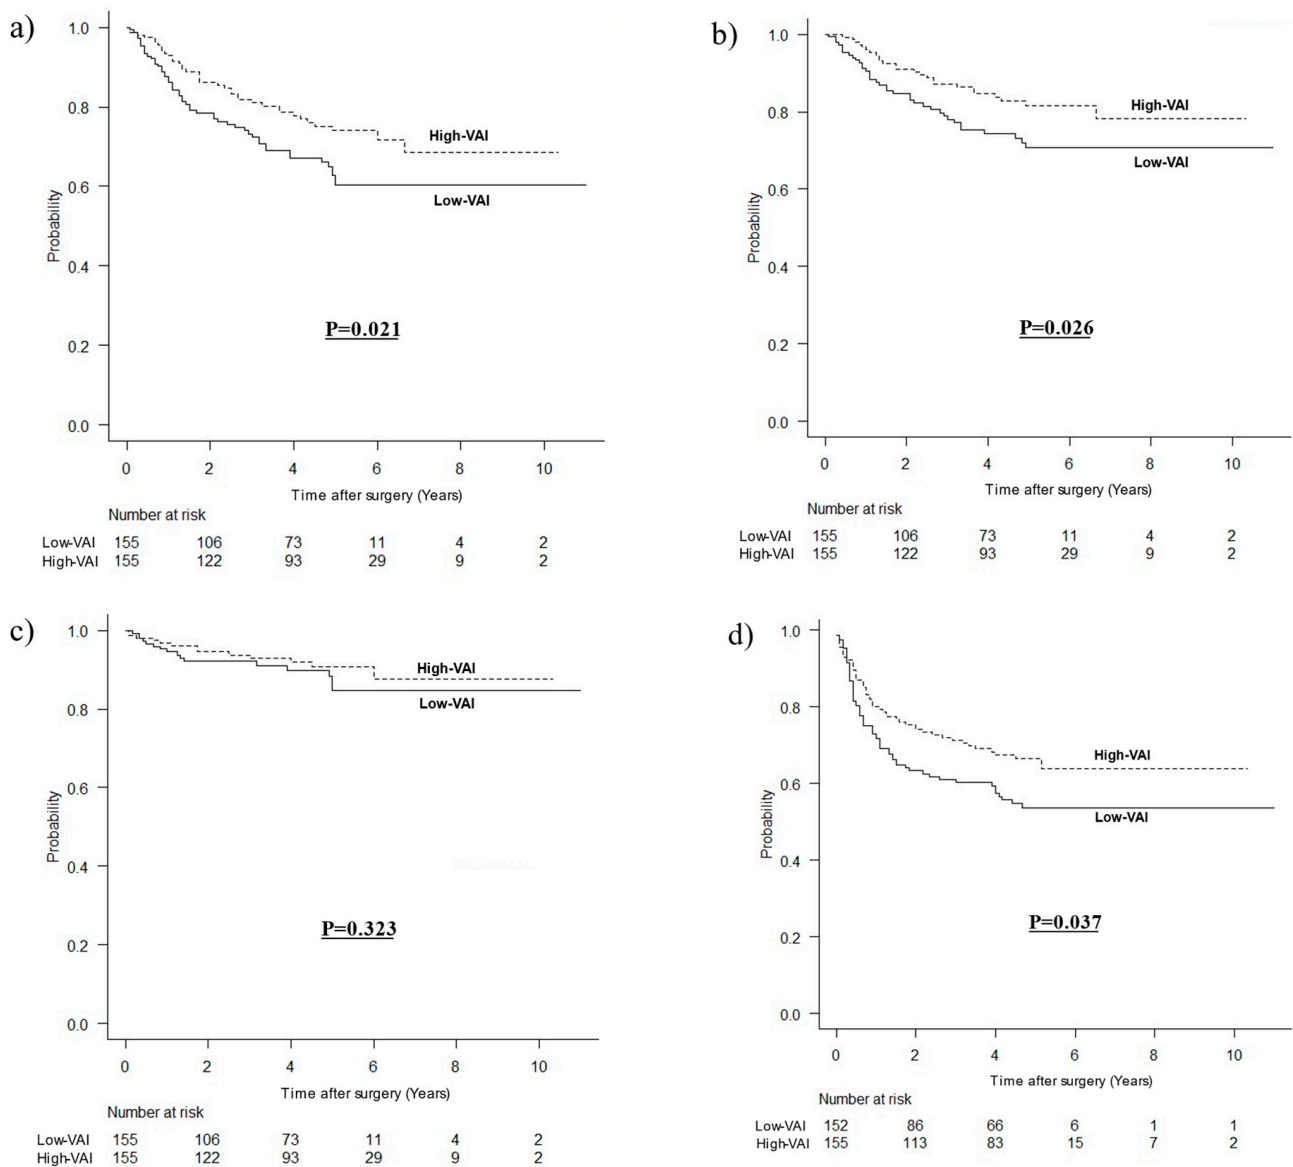 a)
1.0
0.8
0.6
0.4
0.2
0.0
Probability
High-VAI
Low-VAI
P=0.021
0 2 4 6 8 10
Time after surgery (Years)
Number at risk
Low-VAI 155 106 73 11 4 2
High-VAI 155 122 93 29 9 2
b)
1.0
0.8
0.6
0.4
0.2
0.0
Probability
High-VAI
Low-VAI
P=0.026
0 2 4 6 8 10
Time after surgery (Years)
Number at risk
Low-VAI 155 106 73 11 4 2
High-VAI 155 122 93 29 9 2
c)
1.0
0.8
0.6
0.4
0.2
0.0
Probability
High-VAI
Low-VAI
P=0.323
0 2 4 6 8 10
Time after surgery (Years)
Number at risk
Low-VAI 155 106 73 11 4 2
High-VAI 155 122 93 29 9 2
d)
1.0
0.8
0.6
0.4
0.2
0.0
Probability
High-VAI
Low-VAI
P=0.037
0 2 4 6 8 10
Time after surgery (Years)
Number at risk
Low-VAI 152 86 66 6 1 1
High-VAI 155 113 83 15 7 2